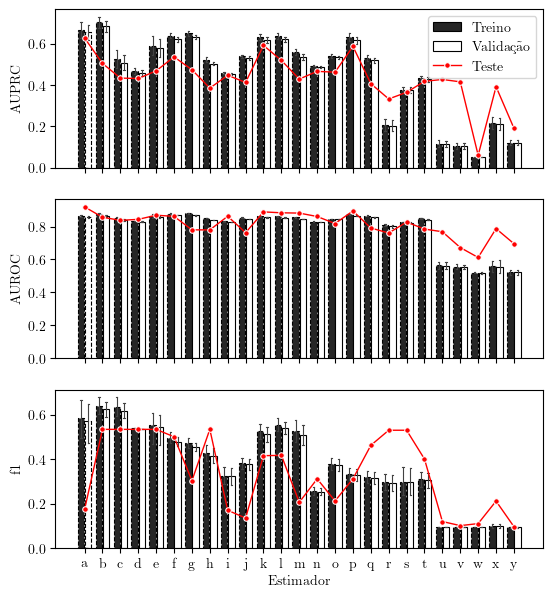 AUPRC
0.6
0.4
0.2
0.0
Treino
Validação
Teste
AUROC
0.8
0.6
0.4
0.2
0.0
f1
0.6
0.4
0.2
0.0
a b c d e f g h i j k l m n o p q r s t u v w x y
Estimador